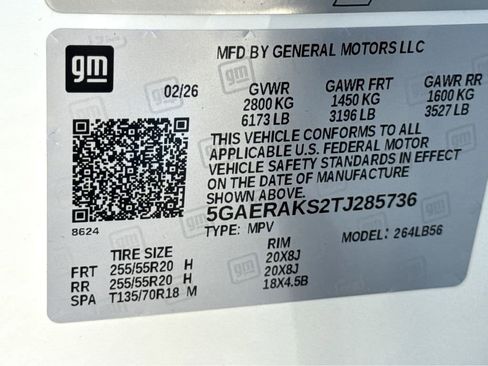 gm
MFD BY GENERAL MOTORS LLC
02/26 GVWR GAWR FRT GAWR RR
2800 KG 1450 KG 1600 KG
6173 LB 3196 LB 3527 LB
THIS VEHICLE CONFORMS TO ALL
APPLICABLE U.S. FEDERAL MOTOR
VEHICLE SAFETY STANDARDS IN EFFECT
ON THE DATE OF MANUFACTURE
SHOWN ABOVE.
5GAERAKS2TJ285736
8624 TYPE: MPV MODEL: 264LB56
TIRE SIZE RIM
FRT 255/55R20 H 20X8J
RR 255/55R20 H 20X8J
SPA T135/70R18 M 18X4.5B